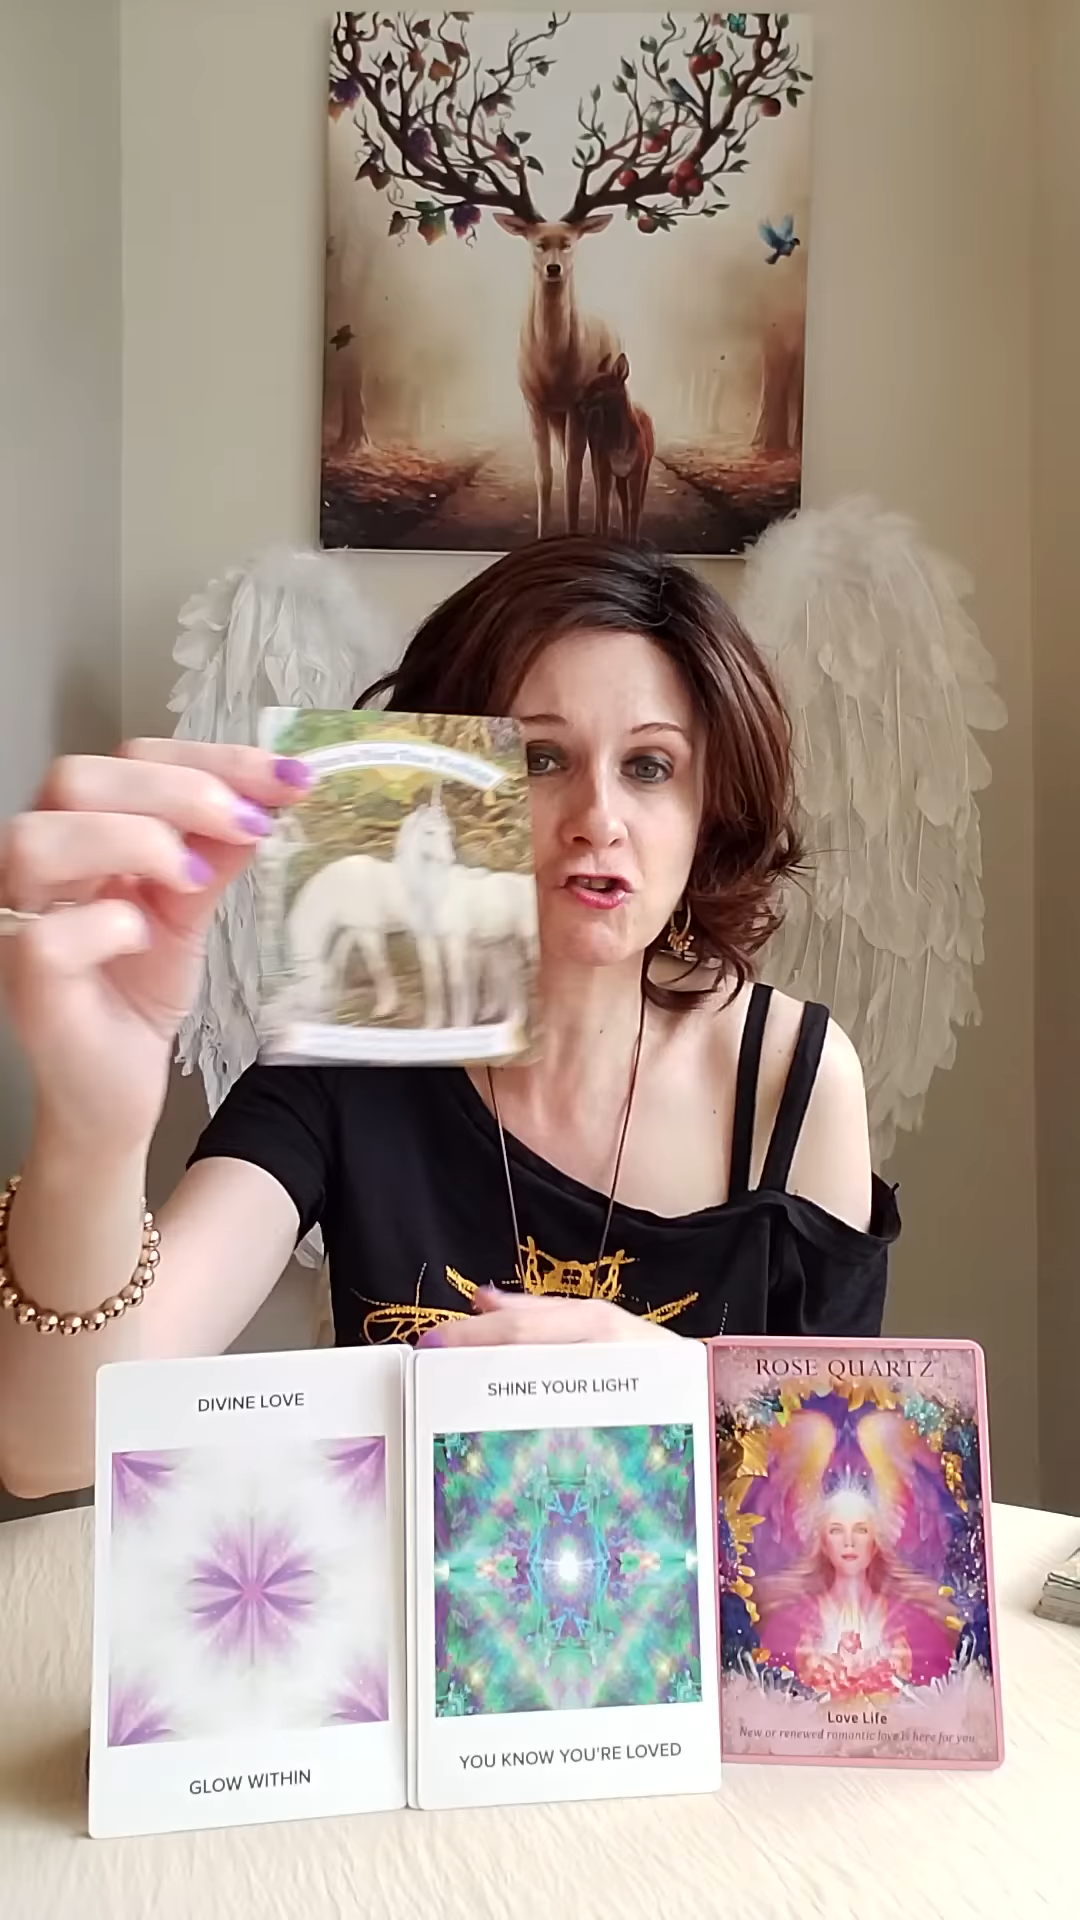 DIVINE LOVE
GLOW WITHIN
SHINE YOUR LIGHT
YOU KNOW YOU'RE LOVED
ROSE QUARTZ
Love Life
New or renewed romantic love is here for you